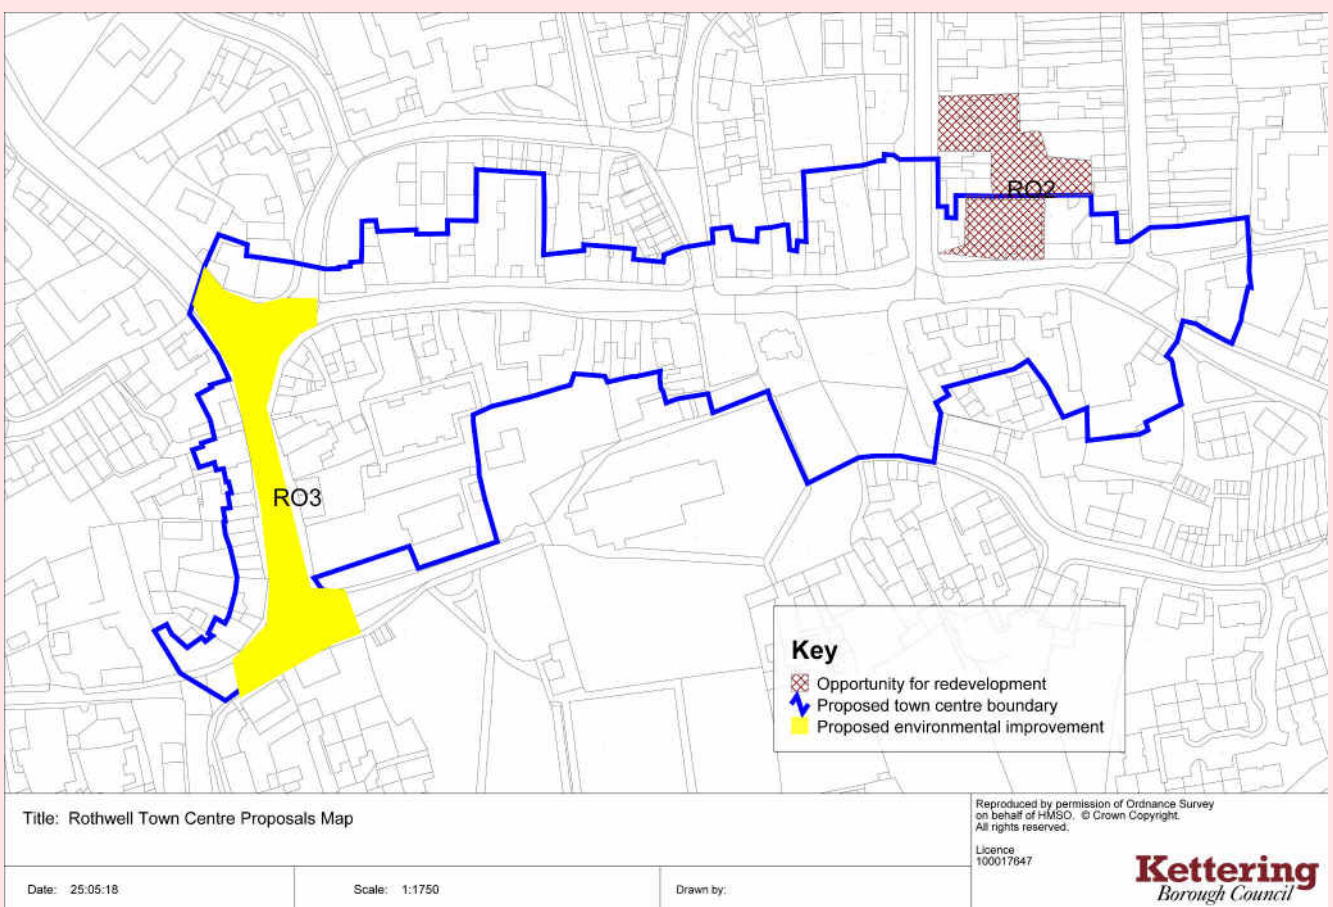 RO2
RO3
Key
Opportunity for redevelopment
Proposed town centre boundary
Proposed environmental improvement
Title: Rothwell Town Centre Proposals Map
Reproduced by permission of Ordnance Survey
on behalf of HMSO. © Crown Copyright.
All rights reserved.
Licence
100017647
Date: 25:05:18
Scale: 1:1750
Drawn by:
Kettering
Borough Council